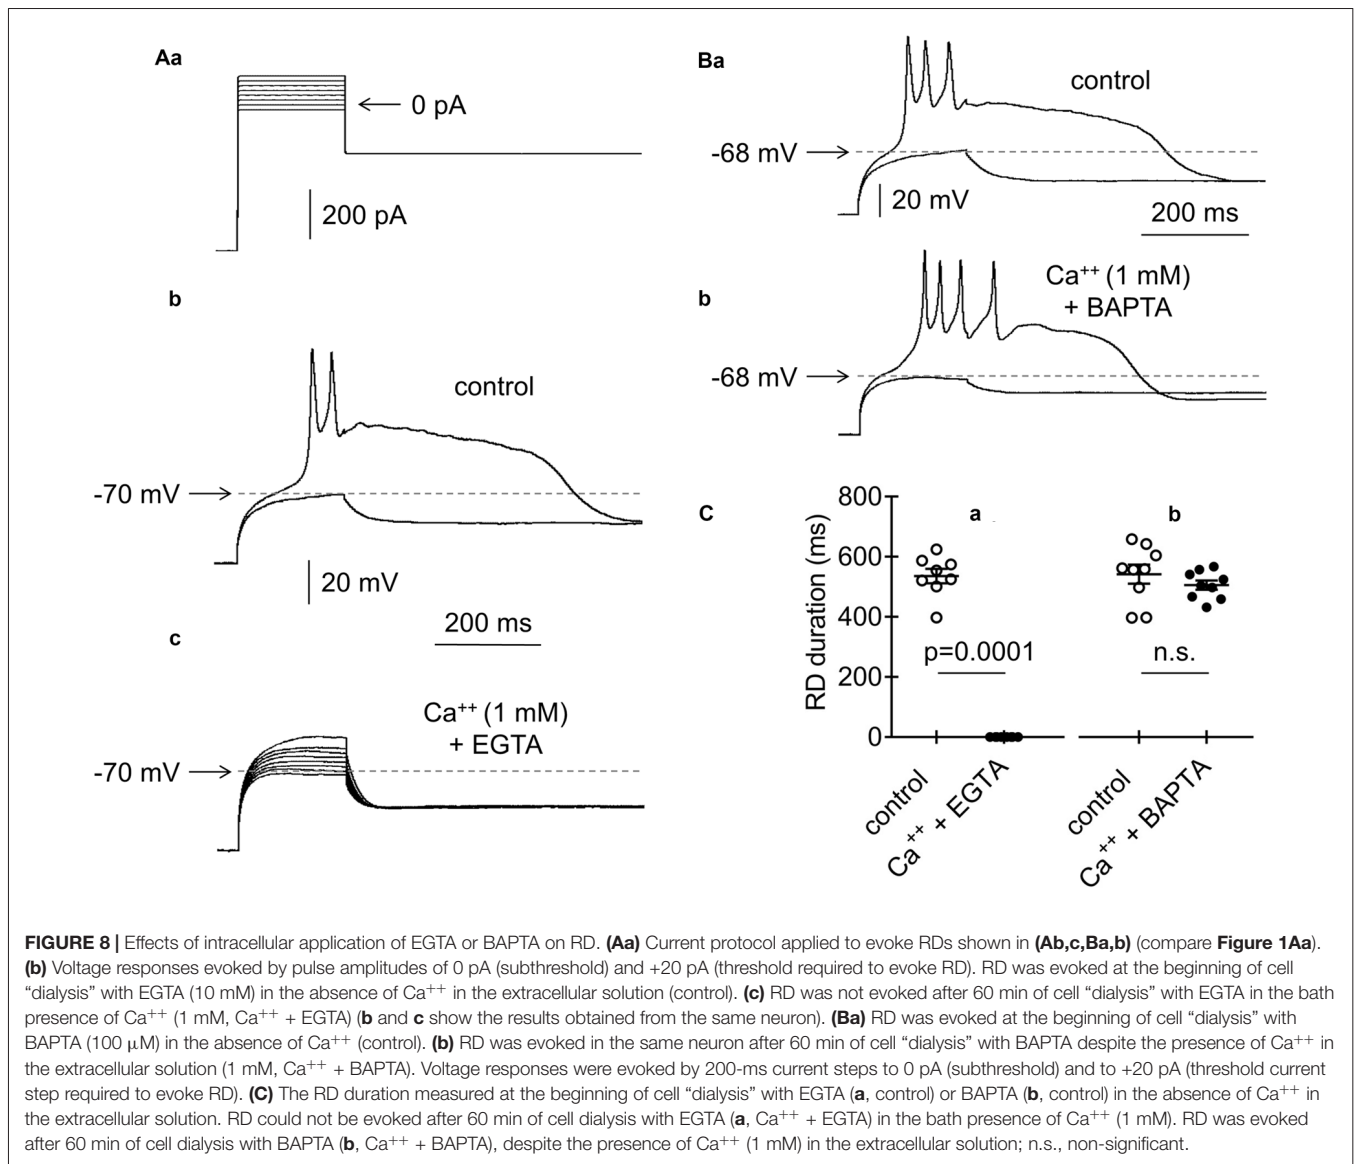 Aa
0 pA
200 pA
b
control
-70 mV
20 mV
200 ms
c
Ca⁺⁺ (1 mM)
+ EGTA
-70 mV
Ba
control
-68 mV
20 mV
200 ms
b
Ca⁺⁺ (1 mM)
+ BAPTA
-68 mV
C
RD duration (ms)
800
600
400
200
0
a
b
p=0.0001
n.s.
control
Ca⁺⁺ + EGTA
control
Ca⁺⁺ + BAPTA
FIGURE 8 | Effects of intracellular application of EGTA or BAPTA on RD. (Aa) Current protocol applied to evoke RDs shown in (Ab,c,Ba,b) (compare Figure 1Aa).
(b) Voltage responses evoked by pulse amplitudes of 0 pA (subthreshold) and +20 pA (threshold required to evoke RD). RD was evoked at the beginning of cell
“dialysis” with EGTA (10 mM) in the absence of Ca⁺⁺ in the extracellular solution (control). (c) RD was not evoked after 60 min of cell “dialysis” with EGTA in the bath
presence of Ca⁺⁺ (1 mM, Ca⁺⁺ + EGTA) (b and c show the results obtained from the same neuron). (Ba) RD was evoked at the beginning of cell “dialysis” with
BAPTA (100 μM) in the absence of Ca⁺⁺ (control). (b) RD was evoked in the same neuron after 60 min of cell “dialysis” with BAPTA despite the presence of Ca⁺⁺ in
the extracellular solution (1 mM, Ca⁺⁺ + BAPTA). Voltage responses were evoked by 200-ms current steps to 0 pA (subthreshold) and to +20 pA (threshold current
step required to evoke RD). (C) The RD duration measured at the beginning of cell “dialysis” with EGTA (a, control) or BAPTA (b, control) in the absence of Ca⁺⁺ in
the extracellular solution. RD could not be evoked after 60 min of cell dialysis with EGTA (a, Ca⁺⁺ + EGTA) in the bath presence of Ca⁺⁺ (1 mM). RD was evoked
after 60 min of cell dialysis with BAPTA (b, Ca⁺⁺ + BAPTA), despite the presence of Ca⁺⁺ (1 mM) in the extracellular solution; n.s., non-significant.